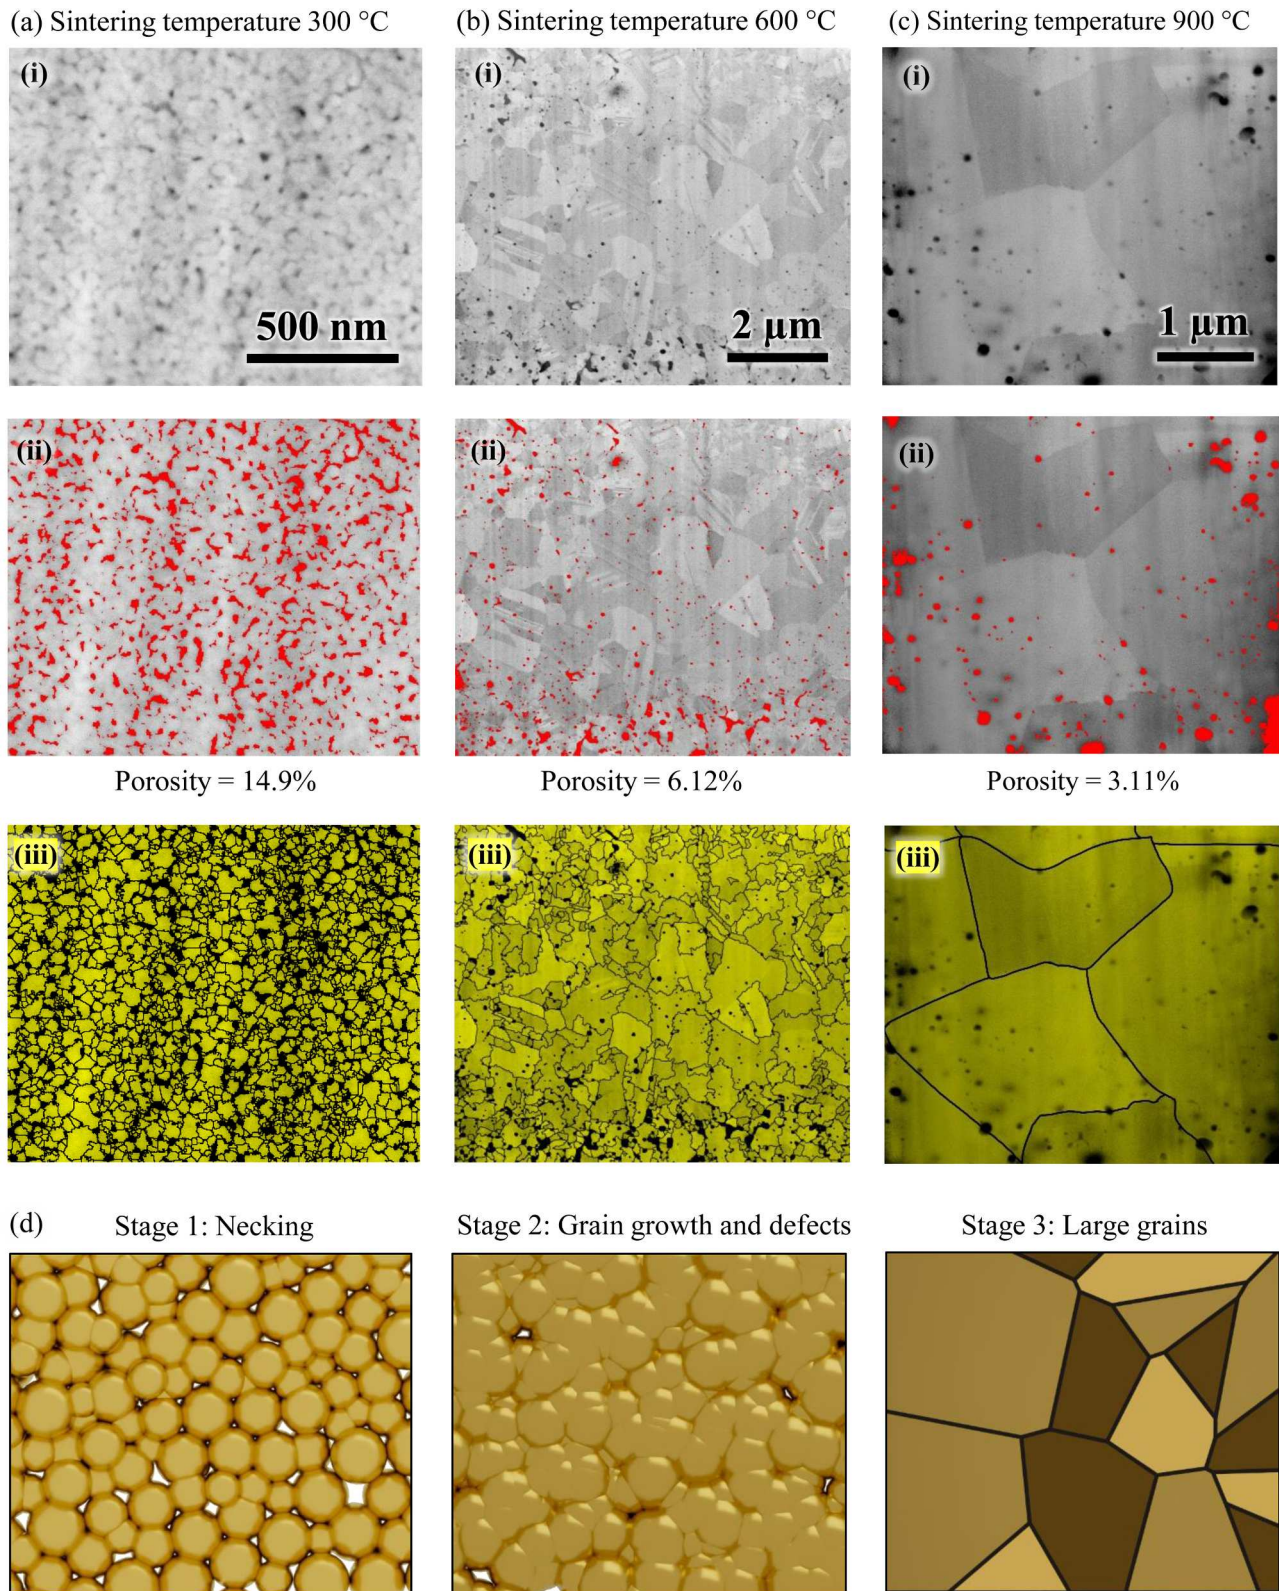 (a) Sintering temperature 300 °C
(b) Sintering temperature 600 °C
(c) Sintering temperature 900 °C
(i)
500 nm
(i)
2 µm
(i)
1 µm
(ii)
(ii)
(ii)
Porosity = 14.9%
Porosity = 6.12%
Porosity = 3.11%
(iii)
(iii)
(iii)
(d)
Stage 1: Necking
Stage 2: Grain growth and defects
Stage 3: Large grains